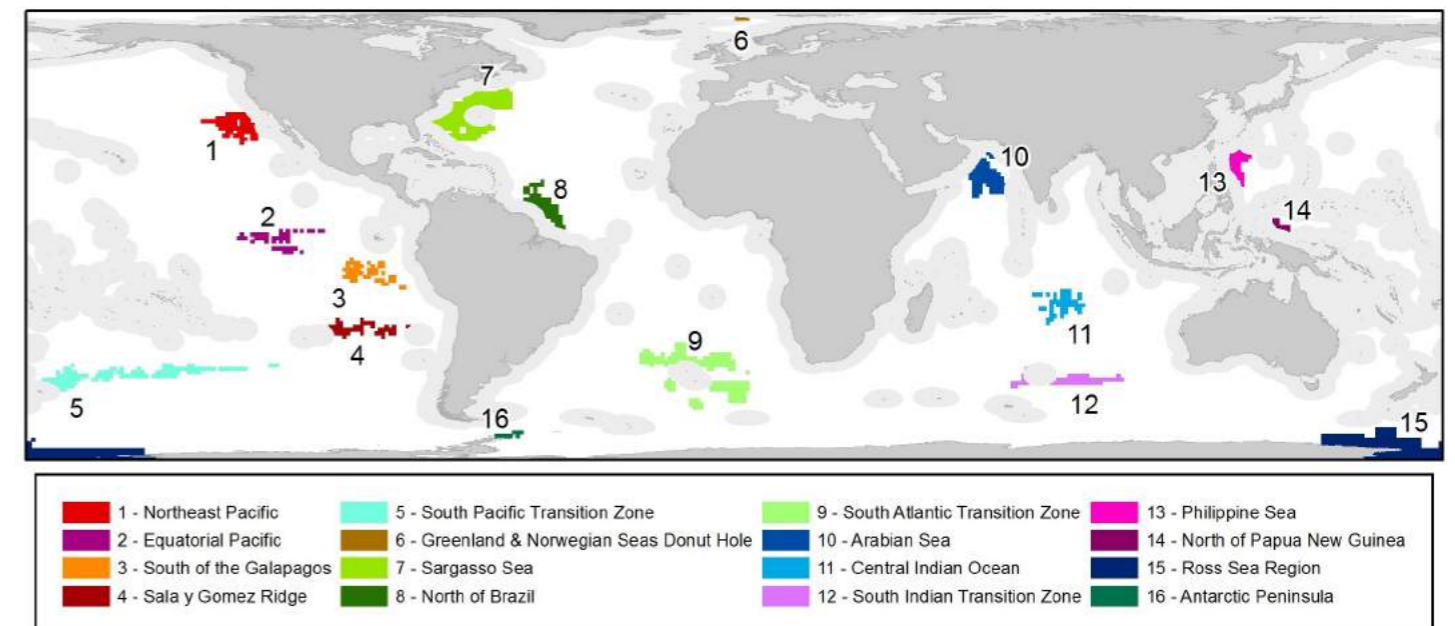 6
7
1
10
13
8
14
2
3
11
4
9
5
12
16
15
1 - Northeast Pacific
2 - Equatorial Pacific
3 - South of the Galapagos
4 - Sala y Gomez Ridge
5 - South Pacific Transition Zone
6 - Greenland & Norwegian Seas Donut Hole
7 - Sargasso Sea
8 - North of Brazil
9 - South Atlantic Transition Zone
10 - Arabian Sea
11 - Central Indian Ocean
12 - South Indian Transition Zone
13 - Philippine Sea
14 - North of Papua New Guinea
15 - Ross Sea Region
16 - Antarctic Peninsula